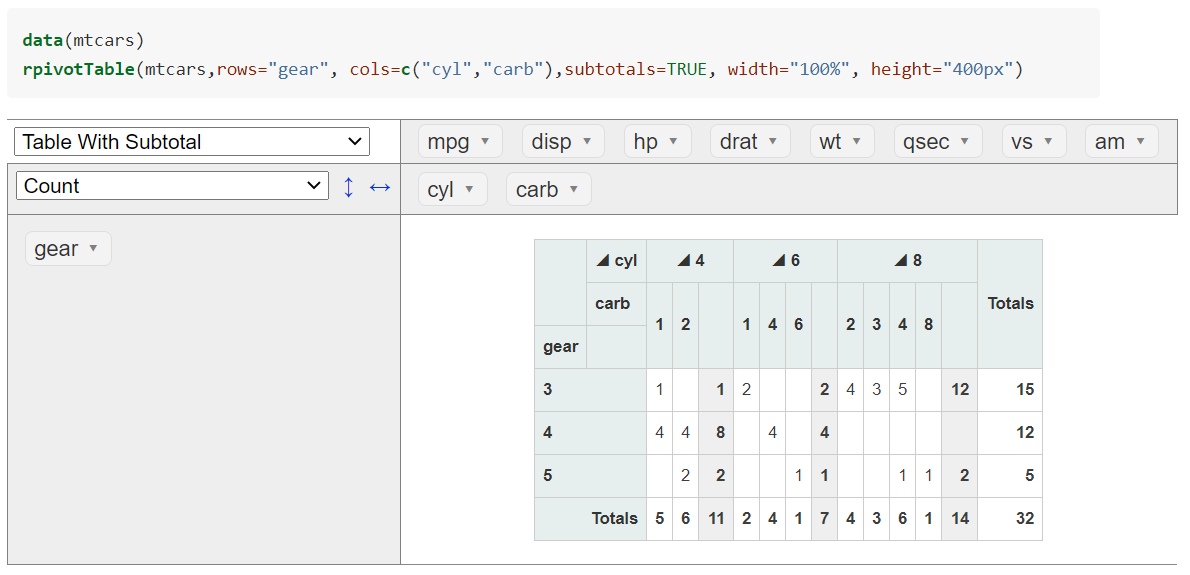 data(mtcars)
rpivotTable(mtcars,rows="gear", cols=c("cyl","carb"),subtotals=TRUE, width="100%", height="400px")
Table With Subtotal mpg disp hp drat wt qsec vs am
Count ↕ ↔ cyl carb
gear
◢ cyl ◢ 4 ◢ 6 ◢ 8 Totals
carb 1 2 1 4 6 2 3 4 8
gear
3 1 1 2 2 4 3 5 12 15
4 4 4 8 4 4 12
5 2 2 1 1 1 1 2 5
Totals 5 6 11 2 4 1 7 4 3 6 1 14 32